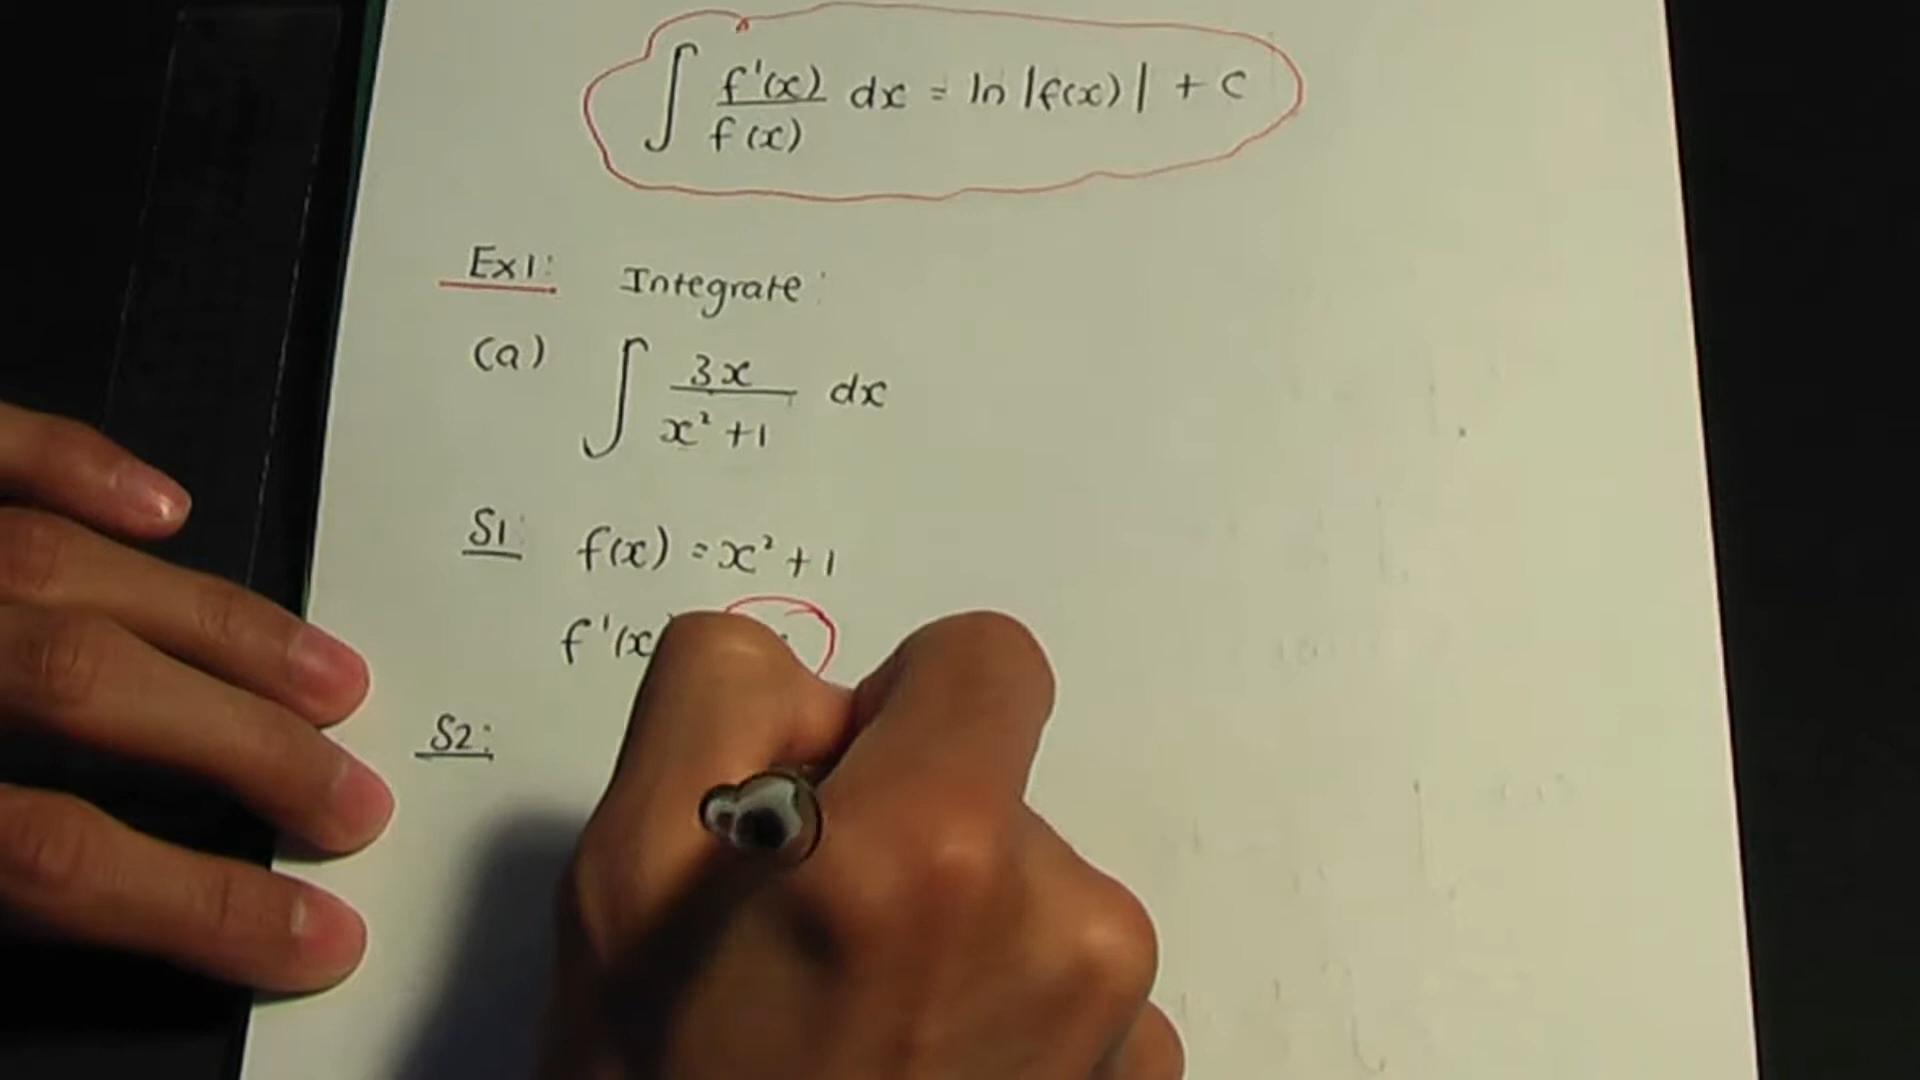 ∫ f'(x)/f(x) dx = ln |f(x)| + c
Ex1: Integrate:
(a) ∫ 3x/x²+1 dx
S1: f(x) = x² + 1
f'(x)
S2: